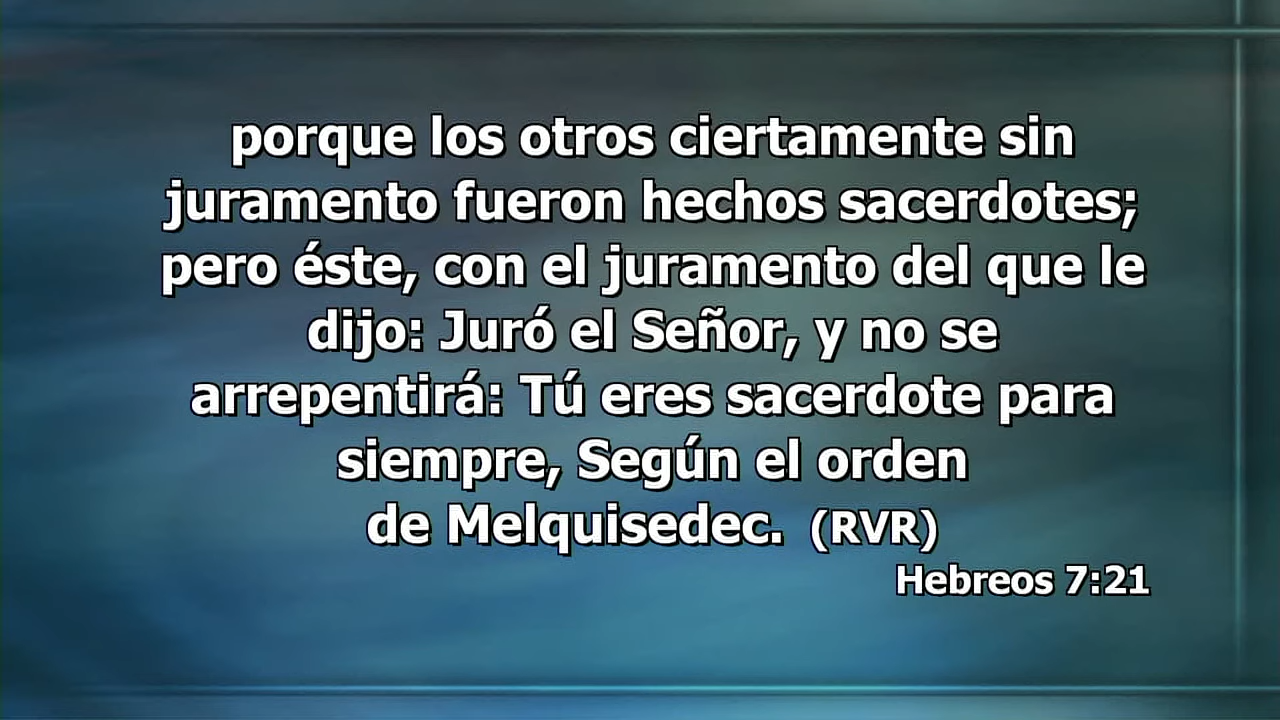 porque los otros ciertamente sin
juramento fueron hechos sacerdotes;
pero éste, con el juramento del que le
dijo: Juró el Señor, y no se
arrepentirá: Tú eres sacerdote para
siempre, Según el orden
de Melquisedec. (RVR)
Hebreos 7:21